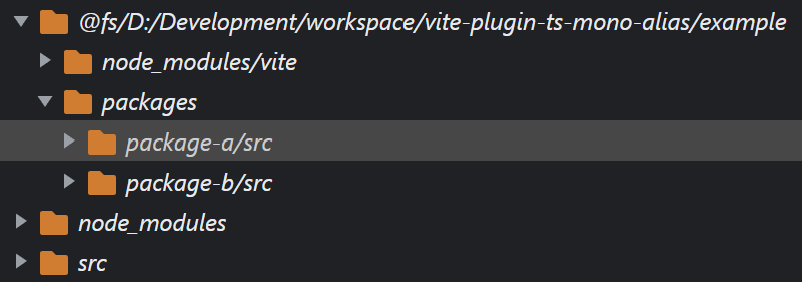 @fs/D:/Development/workspace/vite-plugin-ts-mono-alias/example
node_modules/vite
packages
package-a/src
package-b/src
node_modules
src